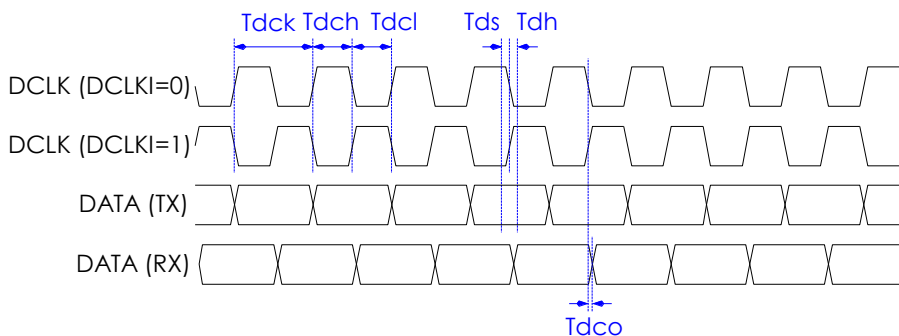 Tdck Tdch Tdcl Tds Tdh
DCLK (DCLKI=0)
DCLK (DCLKI=1)
DATA (TX)
DATA (RX)
Tdco